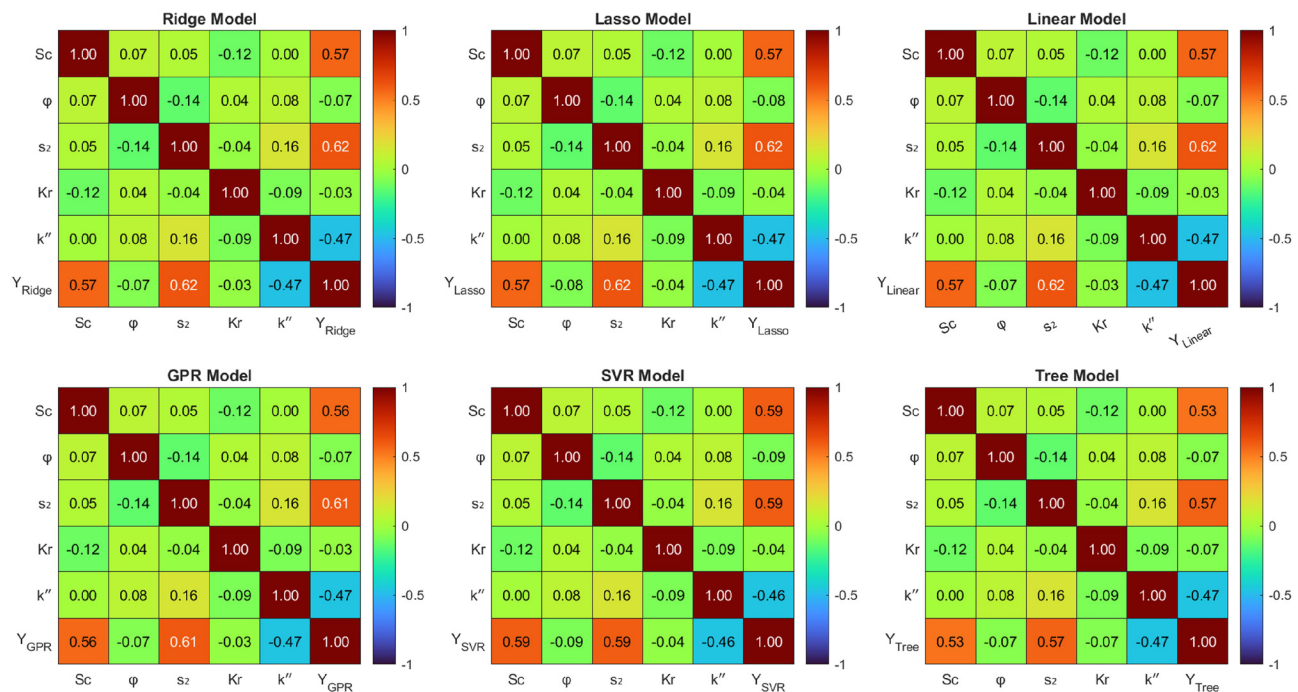 Ridge Model
Sc 1.00 0.07 0.05 -0.12 0.00 0.57
φ 0.07 1.00 -0.14 0.04 0.08 -0.07
s₂ 0.05 -0.14 1.00 -0.04 0.16 0.62
Kr -0.12 0.04 -0.04 1.00 -0.09 -0.03
k″ 0.00 0.08 0.16 -0.09 1.00 -0.47
Y_Ridge 0.57 -0.07 0.62 -0.03 -0.47 1.00
Sc φ s₂ Kr k″ Y_Ridge
1
0.5
0
-0.5
-1
Lasso Model
Sc 1.00 0.07 0.05 -0.12 0.00 0.57
φ 0.07 1.00 -0.14 0.04 0.08 -0.08
s₂ 0.05 -0.14 1.00 -0.04 0.16 0.62
Kr -0.12 0.04 -0.04 1.00 -0.09 -0.04
k″ 0.00 0.08 0.16 -0.09 1.00 -0.47
Y_Lasso 0.57 -0.08 0.62 -0.04 -0.47 1.00
Sc φ s₂ Kr k″ Y_Lasso
1
0.5
0
-0.5
-1
Linear Model
Sc 1.00 0.07 0.05 -0.12 0.00 0.57
φ 0.07 1.00 -0.14 0.04 0.08 -0.07
s₂ 0.05 -0.14 1.00 -0.04 0.16 0.62
Kr -0.12 0.04 -0.04 1.00 -0.09 -0.03
k″ 0.00 0.08 0.16 -0.09 1.00 -0.47
Y_Linear 0.57 -0.07 0.62 -0.03 -0.47 1.00
Sc φ s₂ Kr k″ Y_Linear
1
0.5
0
-0.5
-1
GPR Model
Sc 1.00 0.07 0.05 -0.12 0.00 0.56
φ 0.07 1.00 -0.14 0.04 0.08 -0.07
s₂ 0.05 -0.14 1.00 -0.04 0.16 0.61
Kr -0.12 0.04 -0.04 1.00 -0.09 -0.03
k″ 0.00 0.08 0.16 -0.09 1.00 -0.47
Y_GPR 0.56 -0.07 0.61 -0.03 -0.47 1.00
Sc φ s₂ Kr k″ Y_GPR
1
0.5
0
-0.5
-1
SVR Model
Sc 1.00 0.07 0.05 -0.12 0.00 0.59
φ 0.07 1.00 -0.14 0.04 0.08 -0.09
s₂ 0.05 -0.14 1.00 -0.04 0.16 0.59
Kr -0.12 0.04 -0.04 1.00 -0.09 -0.04
k″ 0.00 0.08 0.16 -0.09 1.00 -0.46
Y_SVR 0.59 -0.09 0.59 -0.04 -0.46 1.00
Sc φ s₂ Kr k″ Y_SVR
1
0.5
0
-0.5
-1
Tree Model
Sc 1.00 0.07 0.05 -0.12 0.00 0.53
φ 0.07 1.00 -0.14 0.04 0.08 -0.07
s₂ 0.05 -0.14 1.00 -0.04 0.16 0.57
Kr -0.12 0.04 -0.04 1.00 -0.09 -0.07
k″ 0.00 0.08 0.16 -0.09 1.00 -0.47
Y_Tree 0.53 -0.07 0.57 -0.07 -0.47 1.00
Sc φ s₂ Kr k″ Y_Tree
1
0.5
0
-0.5
-1